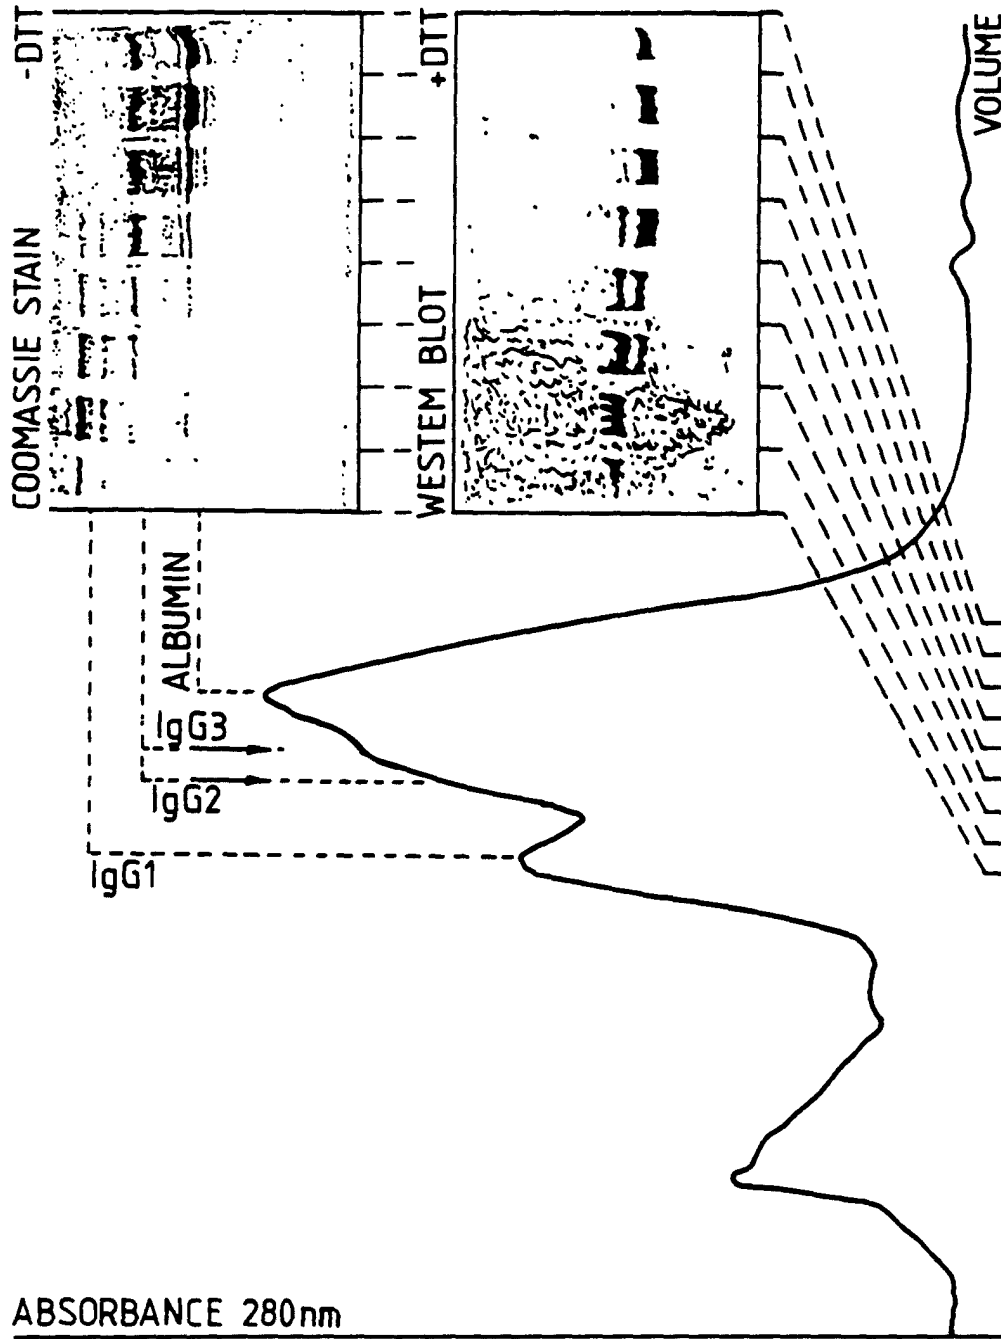 COOMASSIE STAIN
-DTT
WESTEM BLOT
+DTT
ALBUMIN
IgG3
IgG2
IgG1
VOLUME
ABSORBANCE 280nm